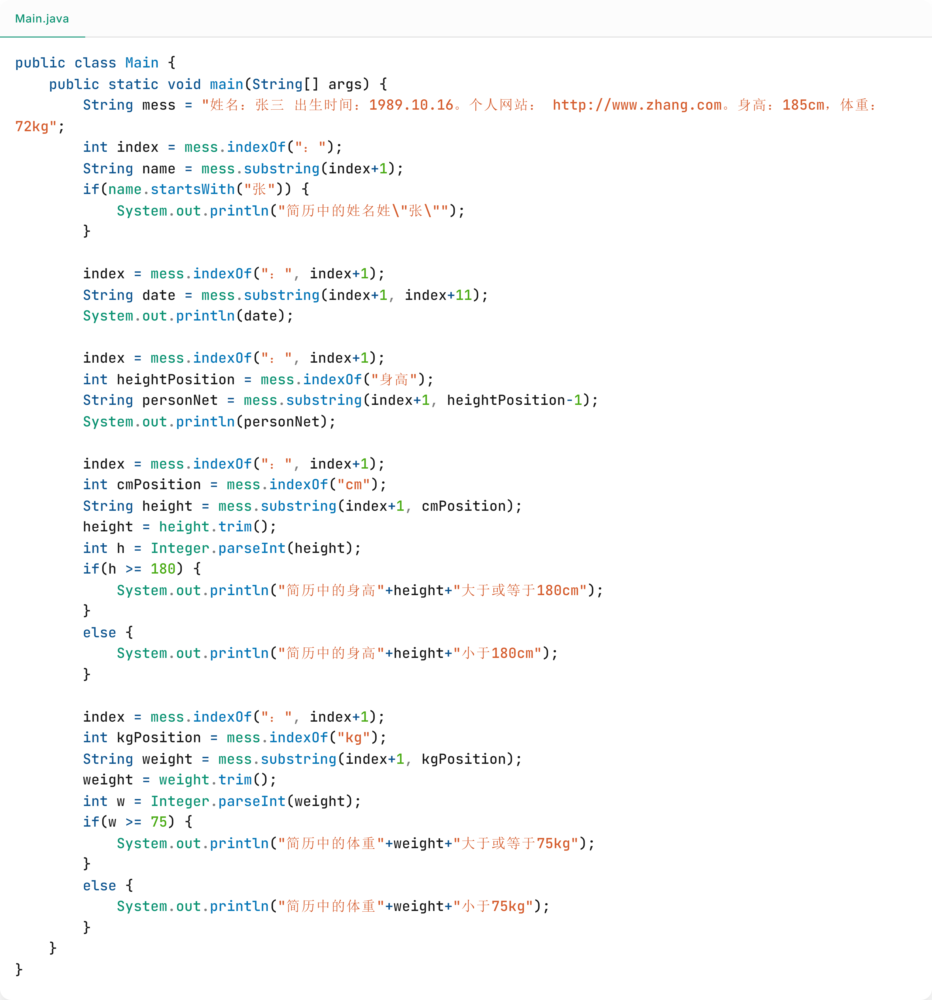 Main.java
public class Main {
    public static void main(String[] args) {
        String mess = "姓名：张三 出生时间：1989.10.16。个人网站： http://www.zhang.com。身高：185cm，体重：
72kg";
        int index = mess.indexOf("：");
        String name = mess.substring(index+1);
        if(name.startsWith("张")) {
            System.out.println("简历中的姓名姓\"张\"");
        }

        index = mess.indexOf("：", index+1);
        String date = mess.substring(index+1, index+11);
        System.out.println(date);

        index = mess.indexOf("：", index+1);
        int heightPosition = mess.indexOf("身高");
        String personNet = mess.substring(index+1, heightPosition-1);
        System.out.println(personNet);

        index = mess.indexOf("：", index+1);
        int cmPosition = mess.indexOf("cm");
        String height = mess.substring(index+1, cmPosition);
        height = height.trim();
        int h = Integer.parseInt(height);
        if(h >= 180) {
            System.out.println("简历中的身高"+height+"大于或等于180cm");
        }
        else {
            System.out.println("简历中的身高"+height+"小于180cm");
        }

        index = mess.indexOf("：", index+1);
        int kgPosition = mess.indexOf("kg");
        String weight = mess.substring(index+1, kgPosition);
        weight = weight.trim();
        int w = Integer.parseInt(weight);
        if(w >= 75) {
            System.out.println("简历中的体重"+weight+"大于或等于75kg");
        }
        else {
            System.out.println("简历中的体重"+weight+"小于75kg");
        }
    }
}